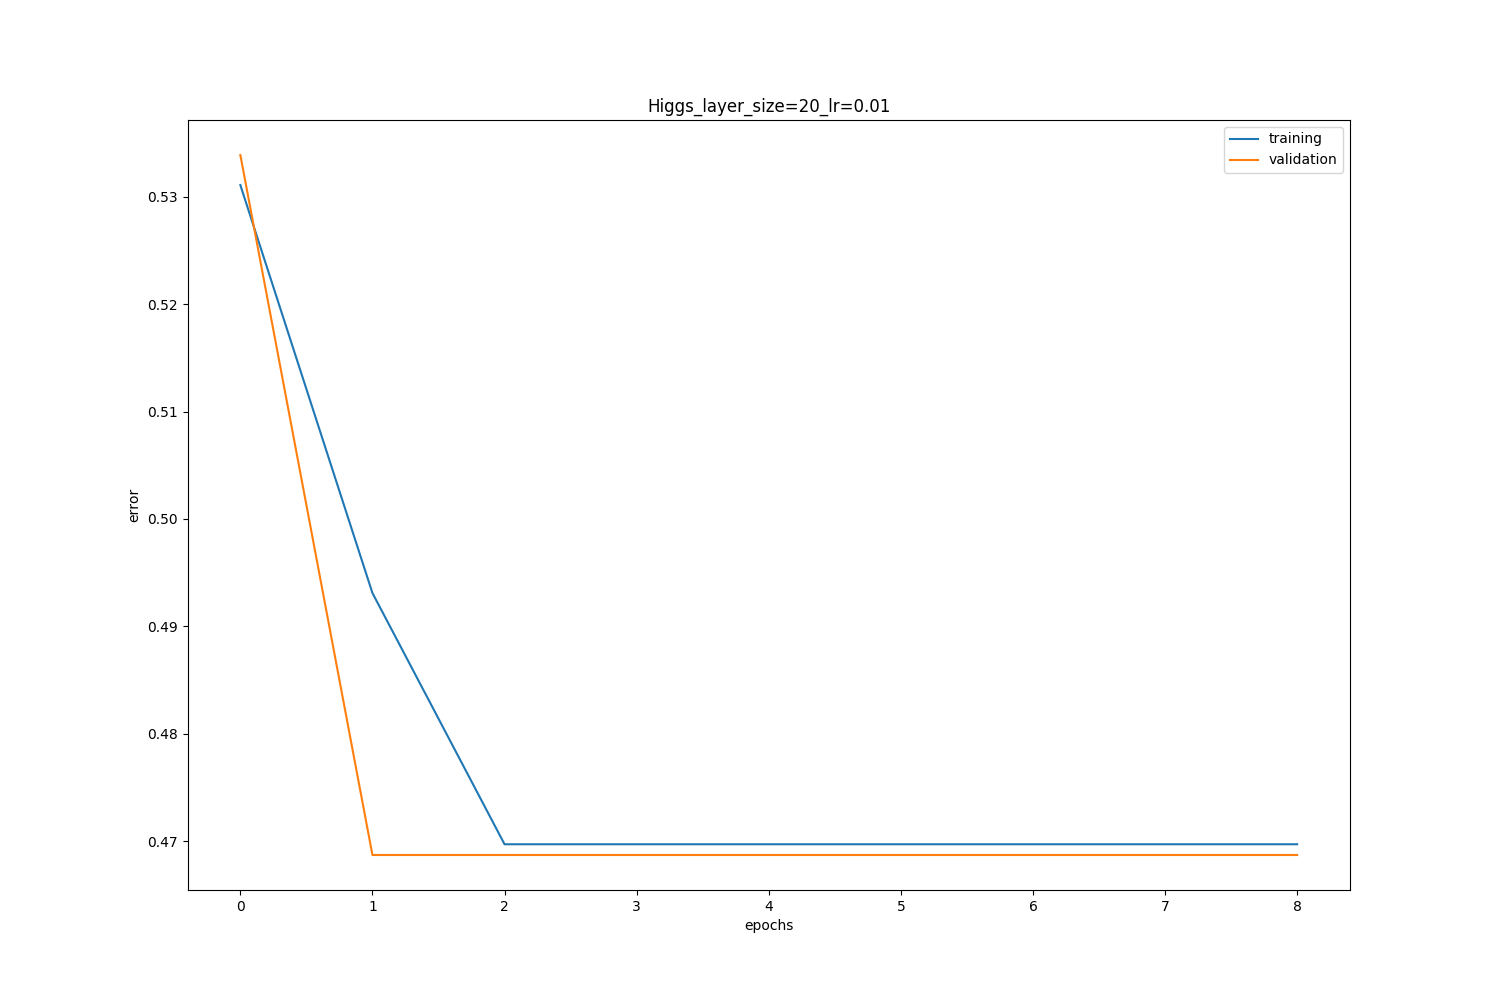 Higgs_layer_size=20_lr=0.01
training
validation
0.53
0.52
0.51
0.50
0.49
0.48
0.47
error
0 1 2 3 4 5 6 7 8
epochs